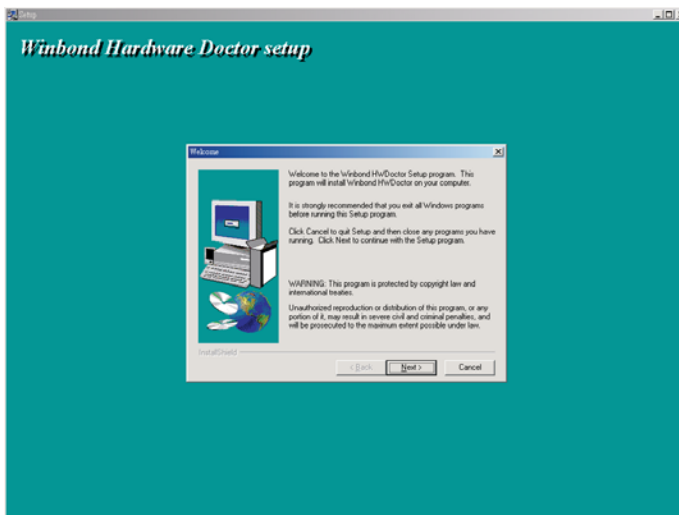 Setup
Winbond Hardware Doctor setup
Welcome
Welcome to the Winbond HWDoctor Setup program. This
program will install Winbond HWDoctor on your computer.
It is strongly recommended that you exit all Windows programs
before running this Setup program.
Click Cancel to quit Setup and then close any programs you have
running. Click Next to continue with the Setup program.
WARNING: This program is protected by copyright law and
international treaties.
Unauthorized reproduction or distribution of this program, or any
portion of it, may result in severe civil and criminal penalties, and
will be prosecuted to the maximum extent possible under law.
InstallShield
< Back
Next >
Cancel